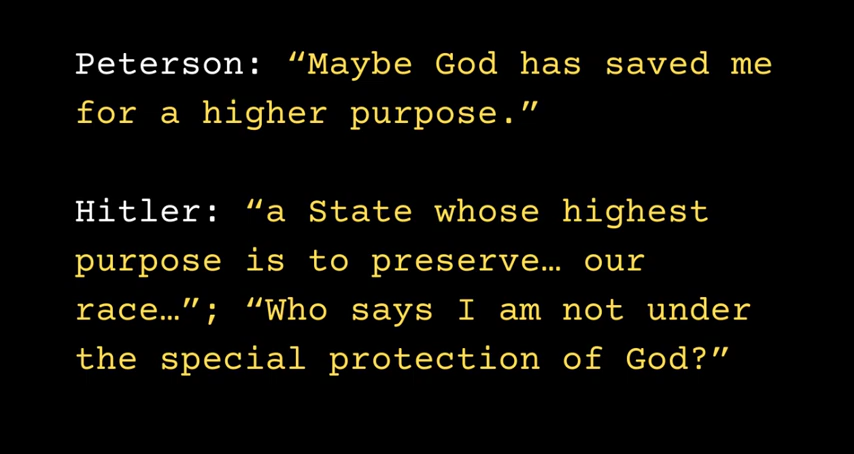 Peterson: “Maybe God has saved me
for a higher purpose.”
Hitler: “a State whose highest
purpose is to preserve… our
race…”; “Who says I am not under
the special protection of God?”